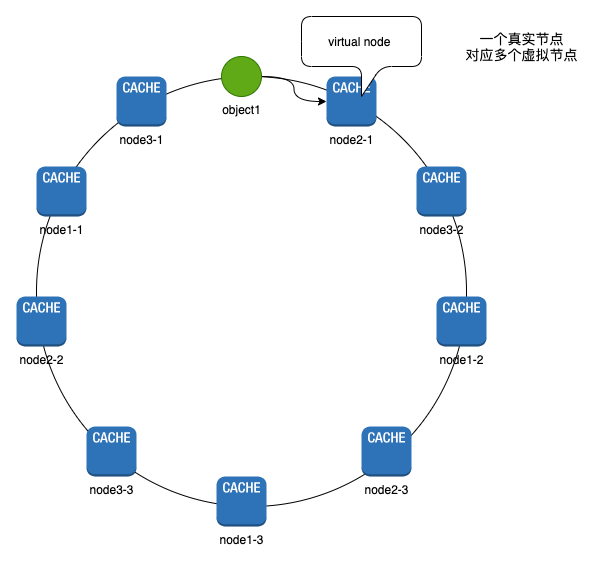 virtual node
一个真实节点
对应多个虚拟节点
CACHE
node3-1
object1
CACHE
node2-1
CACHE
node1-1
CACHE
node3-2
CACHE
node2-2
CACHE
node1-2
CACHE
node3-3
CACHE
node2-3
CACHE
node1-3